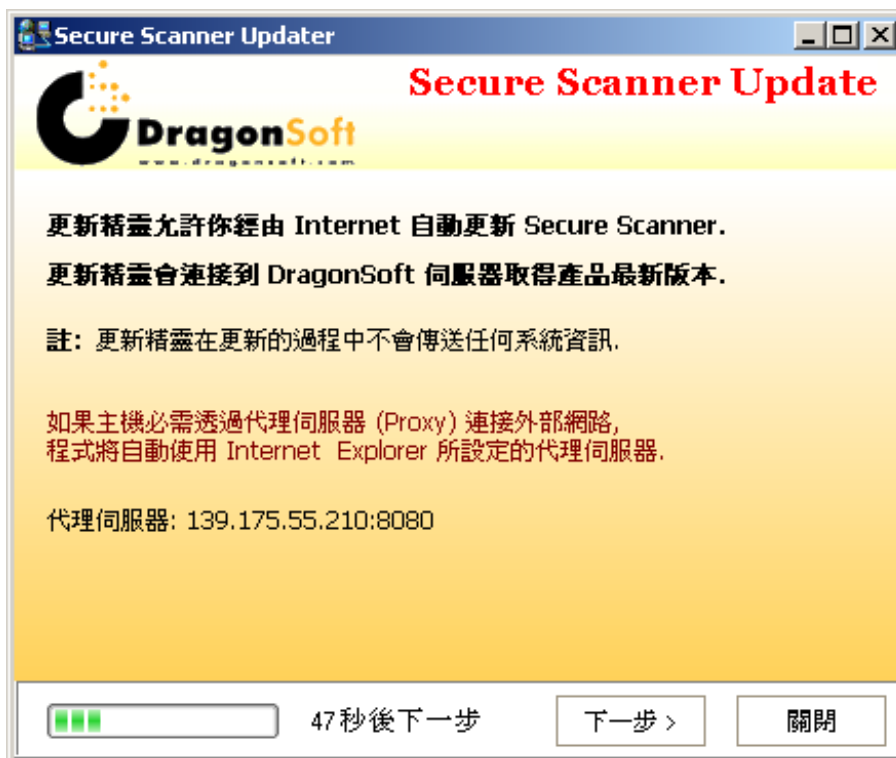 Secure Scanner Updater
Secure Scanner Update
DragonSoft
www.dragonsoft.com
更新精靈允許你經由 Internet 自動更新 Secure Scanner.
更新精靈會連接到 DragonSoft 伺服器取得產品最新版本.
註: 更新精靈在更新的過程中不會傳送任何系統資訊.
如果主機必需透過代理伺服器 (Proxy) 連接外部網路,
程式將自動使用 Internet Explorer 所設定的代理伺服器.
代理伺服器: 139.175.55.210:8080
47秒後下一步 下一步 > 關閉